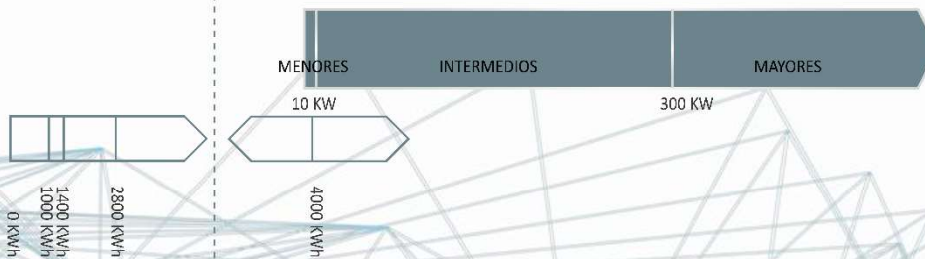 MENORES INTERMEDIOS MAYORES
10 KW 300 KW
0 KWh
1000 KWh
1400 KWh
2800 KWh
4000 KWh